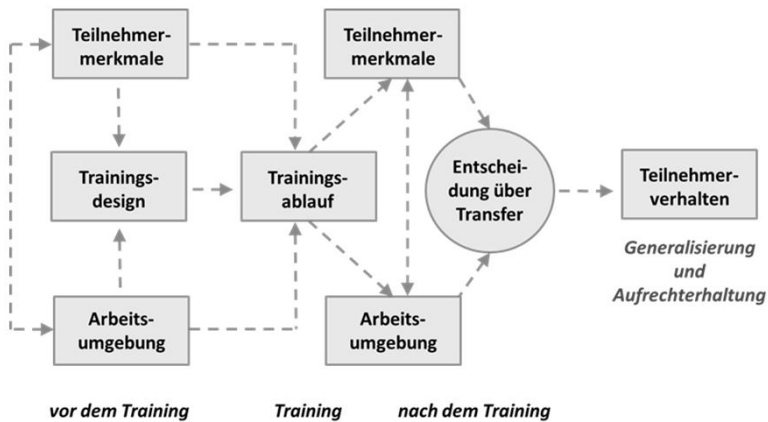 Teilnehmer-
merkmale
Teilnehmer-
merkmale
Trainings-
design
Trainings-
ablauf
Entschei-
dung über
Transfer
Teilnehmer-
verhalten
Generalisierung
und
Aufrechterhaltung
Arbeits-
umgebung
Arbeits-
umgebung
vor dem Training
Training
nach dem Training